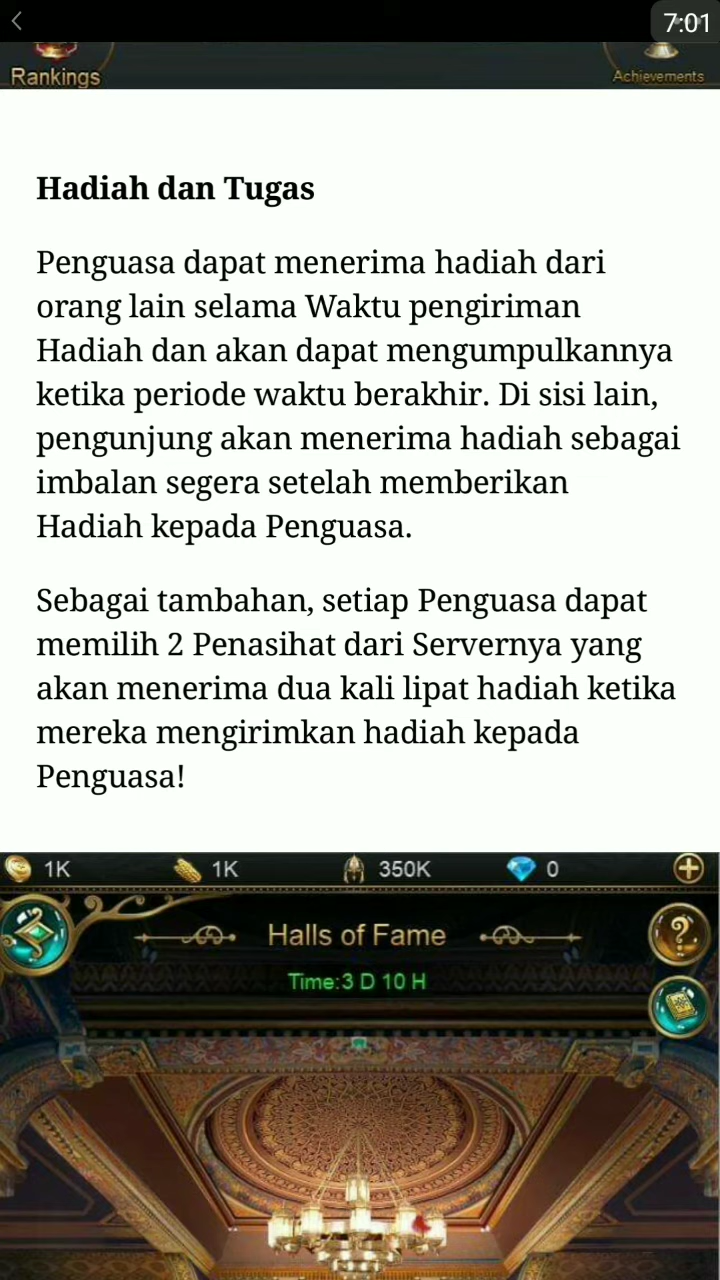 7:01
Rankings
Achievements
Hadiah dan Tugas
Penguasa dapat menerima hadiah dari
orang lain selama Waktu pengiriman
Hadiah dan akan dapat mengumpulkannya
ketika periode waktu berakhir. Di sisi lain,
pengunjung akan menerima hadiah sebagai
imbalan segera setelah memberikan
Hadiah kepada Penguasa.
Sebagai tambahan, setiap Penguasa dapat
memilih 2 Penasihat dari Servernya yang
akan menerima dua kali lipat hadiah ketika
mereka mengirimkan hadiah kepada
Penguasa!
1K 1K 350K 0
Halls of Fame
Time:3 D 10 H